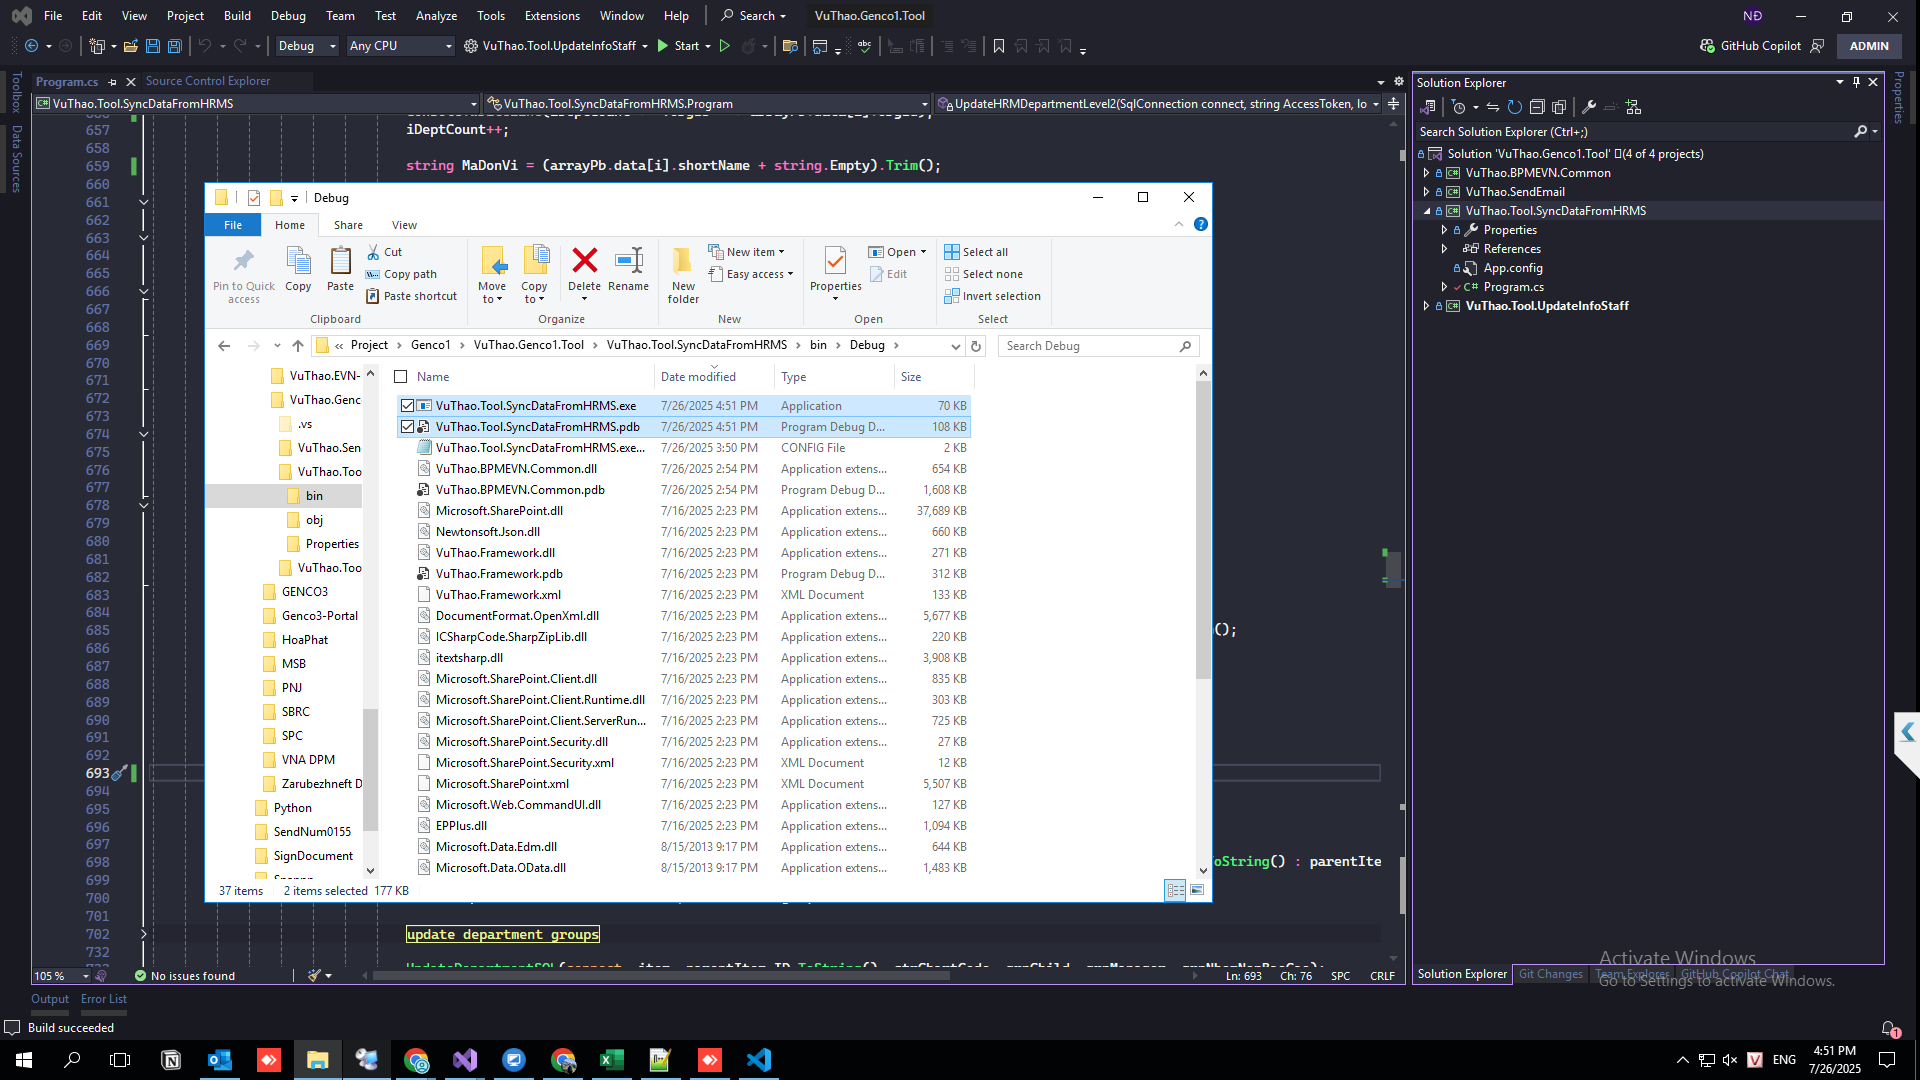 File Edit View Project Build Debug Team Test Analyze Tools Extensions Window Help Search VuThao.Genco1.Tool NĐ
Debug Any CPU VuThao.Tool.UpdateInfoStaff Start GitHub Copilot ADMIN
Toolbox
Data Sources
Program.cs Source Control Explorer
VuThao.Tool.SyncDataFromHRMS VuThao.Tool.SyncDataFromHRMS.Program UpdateHRMDepartmentLevel2(SqlConnection connect, string AccessToken, lo
657 iDeptCount++;
658
659 string MaDonVi = (arrayPb.data[i].shortName + string.Empty).Trim();
660
661
662
663
664
665
666
667
668
669
670
671
672
673
674
675
676
677
678
679
680
681
682
683
684
685
686
687
688
689
690
691
692
693
694
695
696
697
698
699
700
701
702 update department groups
732
();
oString() : parentIte
Debug
File Home Share View
Pin to Quick access
Copy
Paste
Cut
Copy path
Paste shortcut
Clipboard
Move to
Copy to
Delete
Rename
Organize
New folder
New item
Easy access
New
Properties
Open
Edit
Open
Select all
Select none
Invert selection
Select
« Project Genco1 VuThao.Genco1.Tool VuThao.Tool.SyncDataFromHRMS bin Debug
Search Debug
VuThao.EVN-
VuThao.Genc
.vs
VuThao.Sen
VuThao.Too
bin
obj
Properties
VuThao.Too
GENCO3
Genco3-Portal
HoaPhat
MSB
PNJ
SBRC
SPC
VNA DPM
Zarubezhneft D
Python
SendNum0155
SignDocument
Name Date modified Type Size
VuThao.Tool.SyncDataFromHRMS.exe 7/26/2025 4:51 PM Application 70 KB
VuThao.Tool.SyncDataFromHRMS.pdb 7/26/2025 4:51 PM Program Debug D... 108 KB
VuThao.Tool.SyncDataFromHRMS.exe... 7/26/2025 3:50 PM CONFIG File 2 KB
VuThao.BPMEVN.Common.dll 7/26/2025 2:54 PM Application extens... 654 KB
VuThao.BPMEVN.Common.pdb 7/26/2025 2:54 PM Program Debug D... 1,608 KB
Microsoft.SharePoint.dll 7/16/2025 2:23 PM Application extens... 37,689 KB
Newtonsoft.Json.dll 7/16/2025 2:23 PM Application extens... 660 KB
VuThao.Framework.dll 7/16/2025 2:23 PM Application extens... 271 KB
VuThao.Framework.pdb 7/16/2025 2:23 PM Program Debug D... 312 KB
VuThao.Framework.xml 7/16/2025 2:23 PM XML Document 133 KB
DocumentFormat.OpenXml.dll 7/16/2025 2:23 PM Application extens... 5,677 KB
ICSharpCode.SharpZipLib.dll 7/16/2025 2:23 PM Application extens... 220 KB
itextsharp.dll 7/16/2025 2:23 PM Application extens... 3,908 KB
Microsoft.SharePoint.Client.dll 7/16/2025 2:23 PM Application extens... 835 KB
Microsoft.SharePoint.Client.Runtime.dll 7/16/2025 2:23 PM Application extens... 303 KB
Microsoft.SharePoint.Client.ServerRun... 7/16/2025 2:23 PM Application extens... 725 KB
Microsoft.SharePoint.Security.dll 7/16/2025 2:23 PM Application extens... 27 KB
Microsoft.SharePoint.Security.xml 7/16/2025 2:23 PM XML Document 12 KB
Microsoft.SharePoint.xml 7/16/2025 2:23 PM XML Document 5,507 KB
Microsoft.Web.CommandUI.dll 7/16/2025 2:23 PM Application extens... 127 KB
EPPlus.dll 7/16/2025 2:23 PM Application extens... 1,094 KB
Microsoft.Data.Edm.dll 8/15/2013 9:17 PM Application extens... 644 KB
Microsoft.Data.OData.dll 8/15/2013 9:17 PM Application extens... 1,483 KB
37 items 2 items selected 177 KB
Solution Explorer
Search Solution Explorer (Ctrl+;)
Solution 'VuThao.Genco1.Tool' (4 of 4 projects)
VuThao.BPMEVN.Common
VuThao.SendEmail
VuThao.Tool.SyncDataFromHRMS
Properties
References
App.config
Program.cs
VuThao.Tool.UpdateInfoStaff
Properties
105 % No issues found Ln: 693 Ch: 76 SPC CRLF
Solution Explorer Git Changes Team Explorer GitHub Copilot Chat
Activate Windows
Go to Settings to activate Windows.
Output Error List
Build succeeded 1
ENG 4:51 PM
7/26/2025